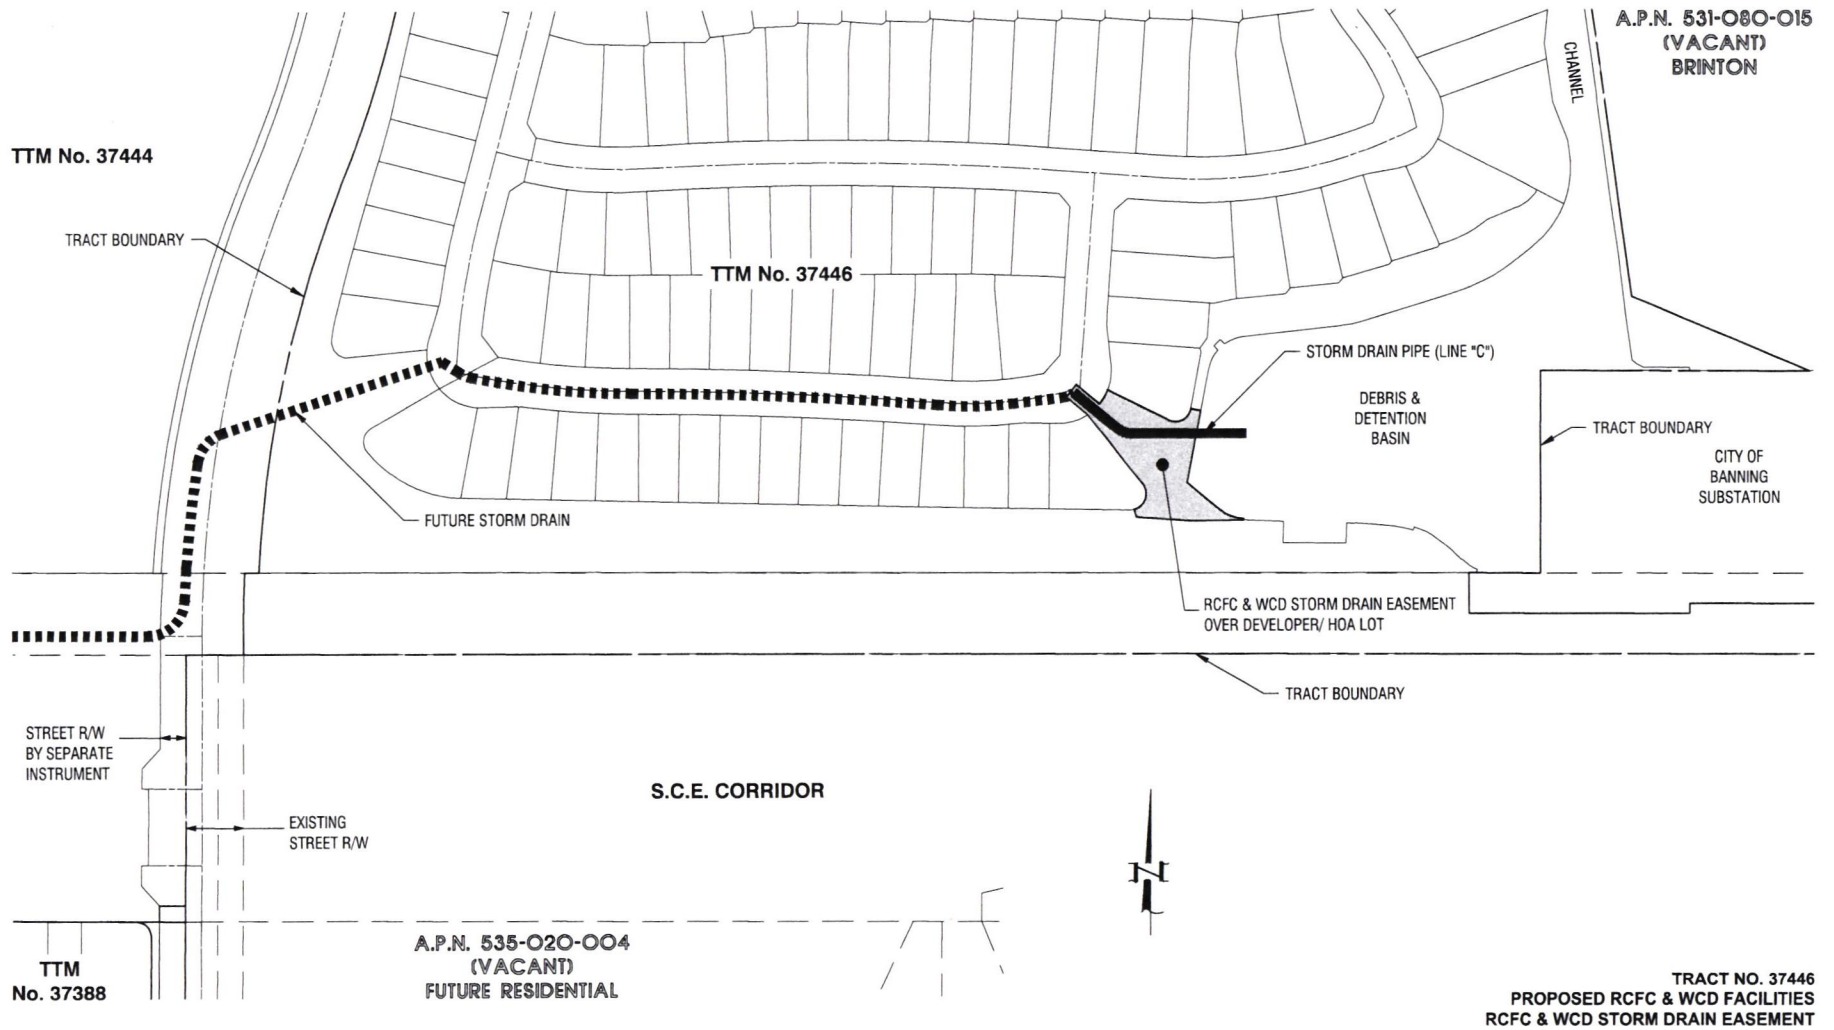 A.P.N. 531-080-015
(VACANT)
BRINTON
CHANNEL
TTM No. 37444
TRACT BOUNDARY
TTM No. 37446
STORM DRAIN PIPE (LINE "C")
DEBRIS &
DETENTION
BASIN
TRACT BOUNDARY
CITY OF
BANNING
SUBSTATION
FUTURE STORM DRAIN
RCFC & WCD STORM DRAIN EASEMENT
OVER DEVELOPER/ HOA LOT
TRACT BOUNDARY
STREET R/W
BY SEPARATE
INSTRUMENT
S.C.E. CORRIDOR
EXISTING
STREET R/W
N
A.P.N. 535-020-004
(VACANT)
FUTURE RESIDENTIAL
TTM
No. 37388
TRACT NO. 37446
PROPOSED RCFC & WCD FACILITIES
RCFC & WCD STORM DRAIN EASEMENT